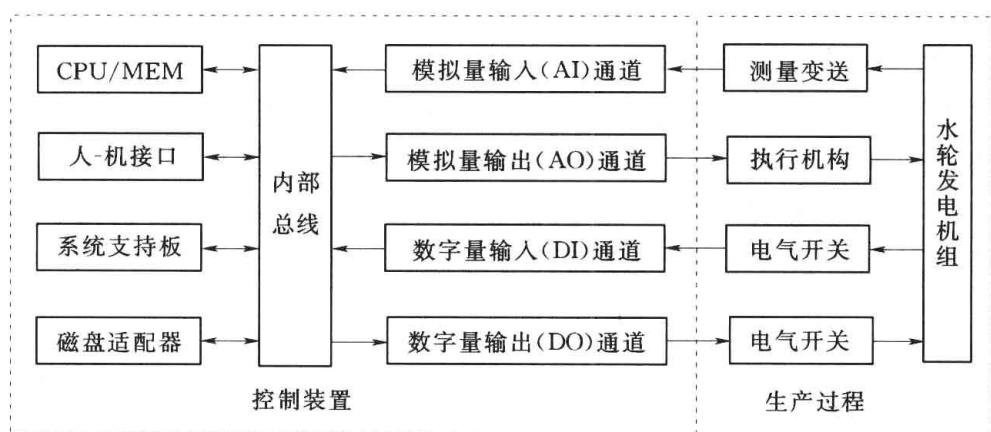 CPU/MEM
模拟量输入(AI)通道
测量变送
人-机接口
模拟量输出(AO)通道
执行机构
内部
总线
水轮发电机组
系统支持板
数字量输入(DI)通道
电气开关
磁盘适配器
数字量输出(DO)通道
电气开关
控制装置
生产过程